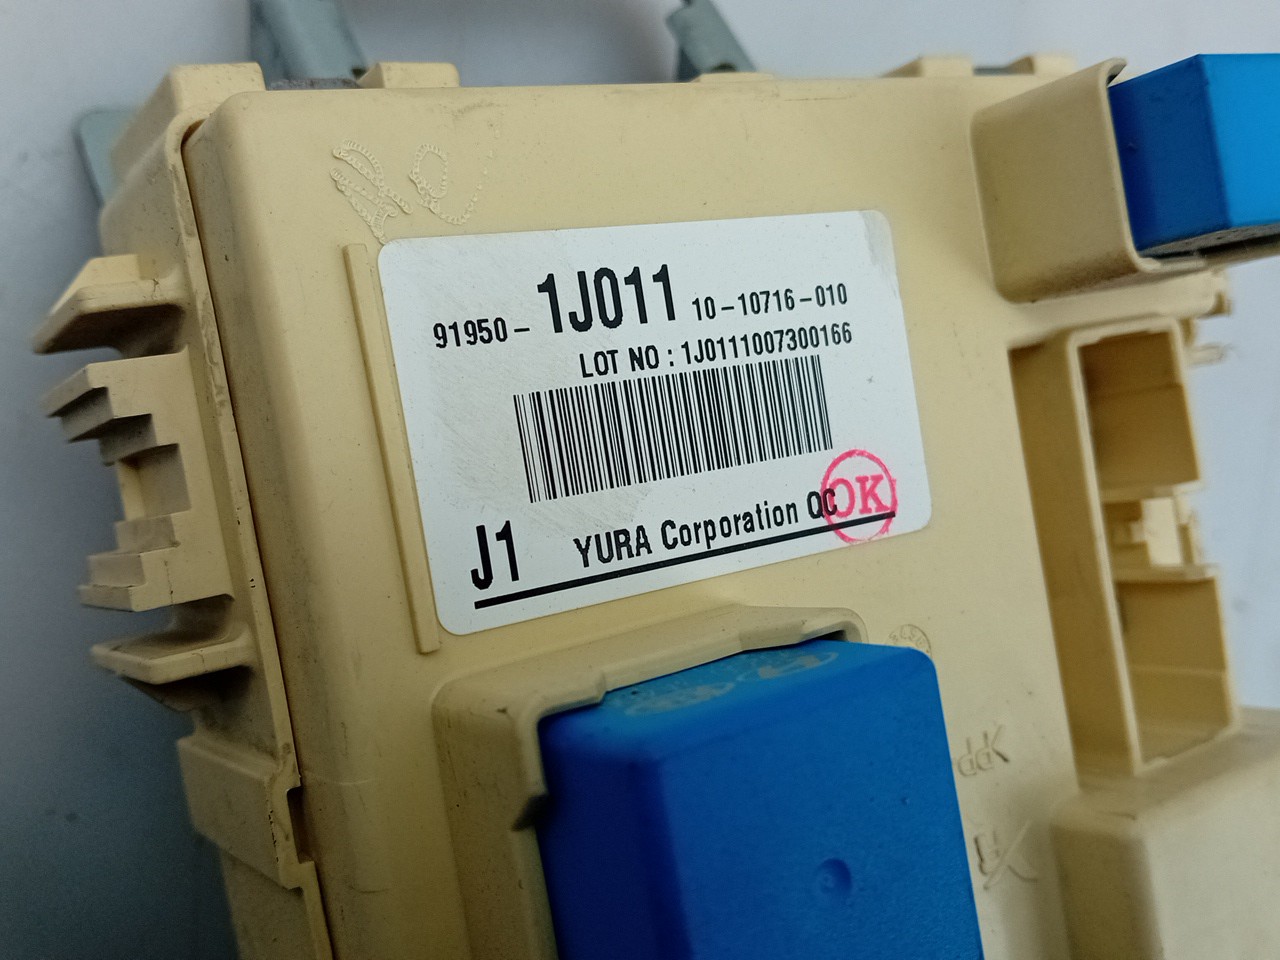 91950-1J011 10-10716-010
LOT NO : 1J0111007300166
J1 YURA Corporation QC
OK